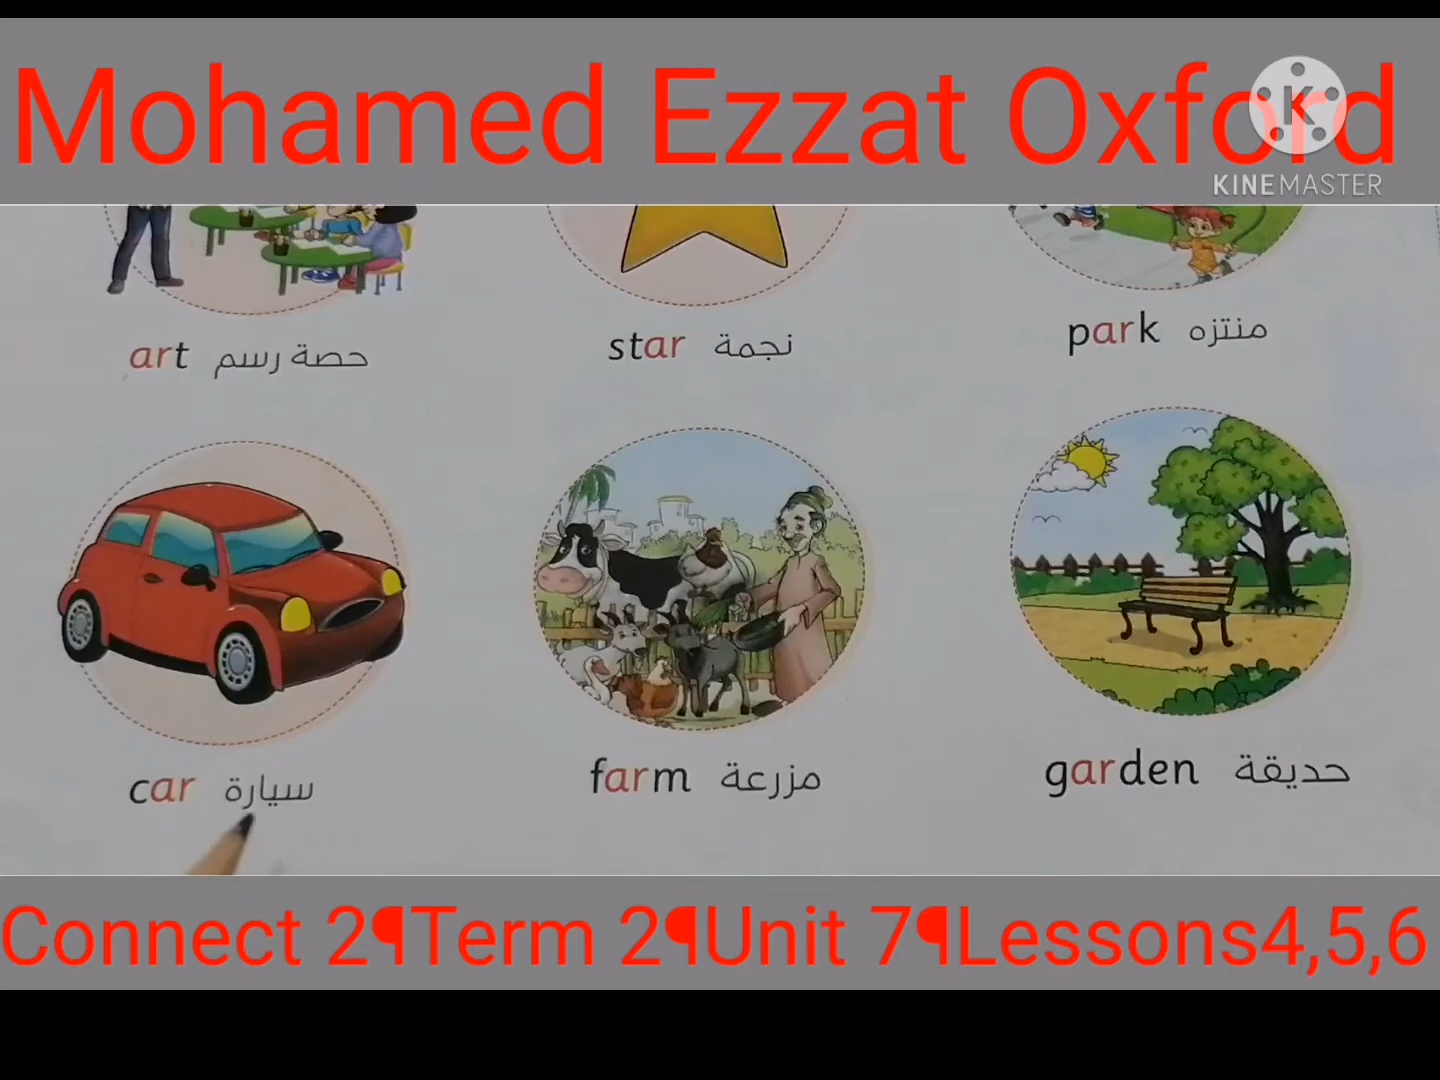 Mohamed Ezzat Oxford
KINEMASTER
art حصة رسم
star نجمة
park منتزه
car سيارة
farm مزرعة
garden حديقة
Connect 2¶Term 2¶Unit 7¶Lessons4,5,6